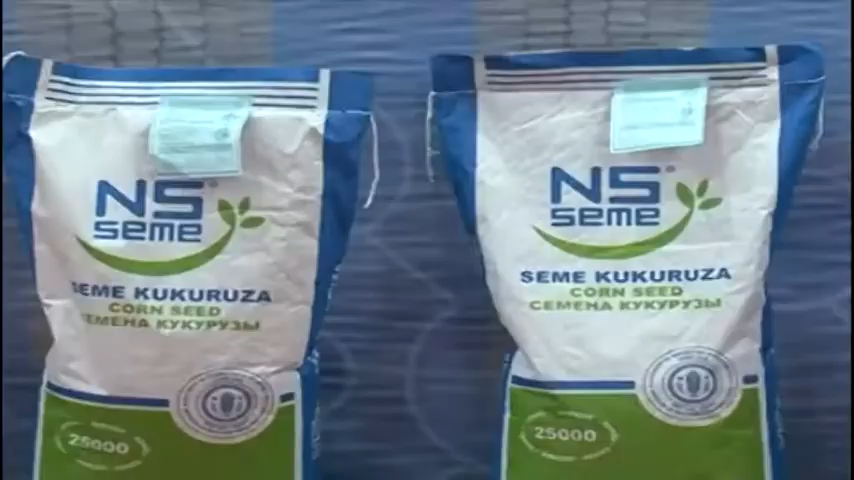 NS
seme
SEME KUKURUZA
CORN SEED
СЕМЕНА КУКУРУЗЫ
25000
NS
seme
SEME KUKURUZA
CORN SEED
СЕМЕНА КУКУРУЗЫ
25000